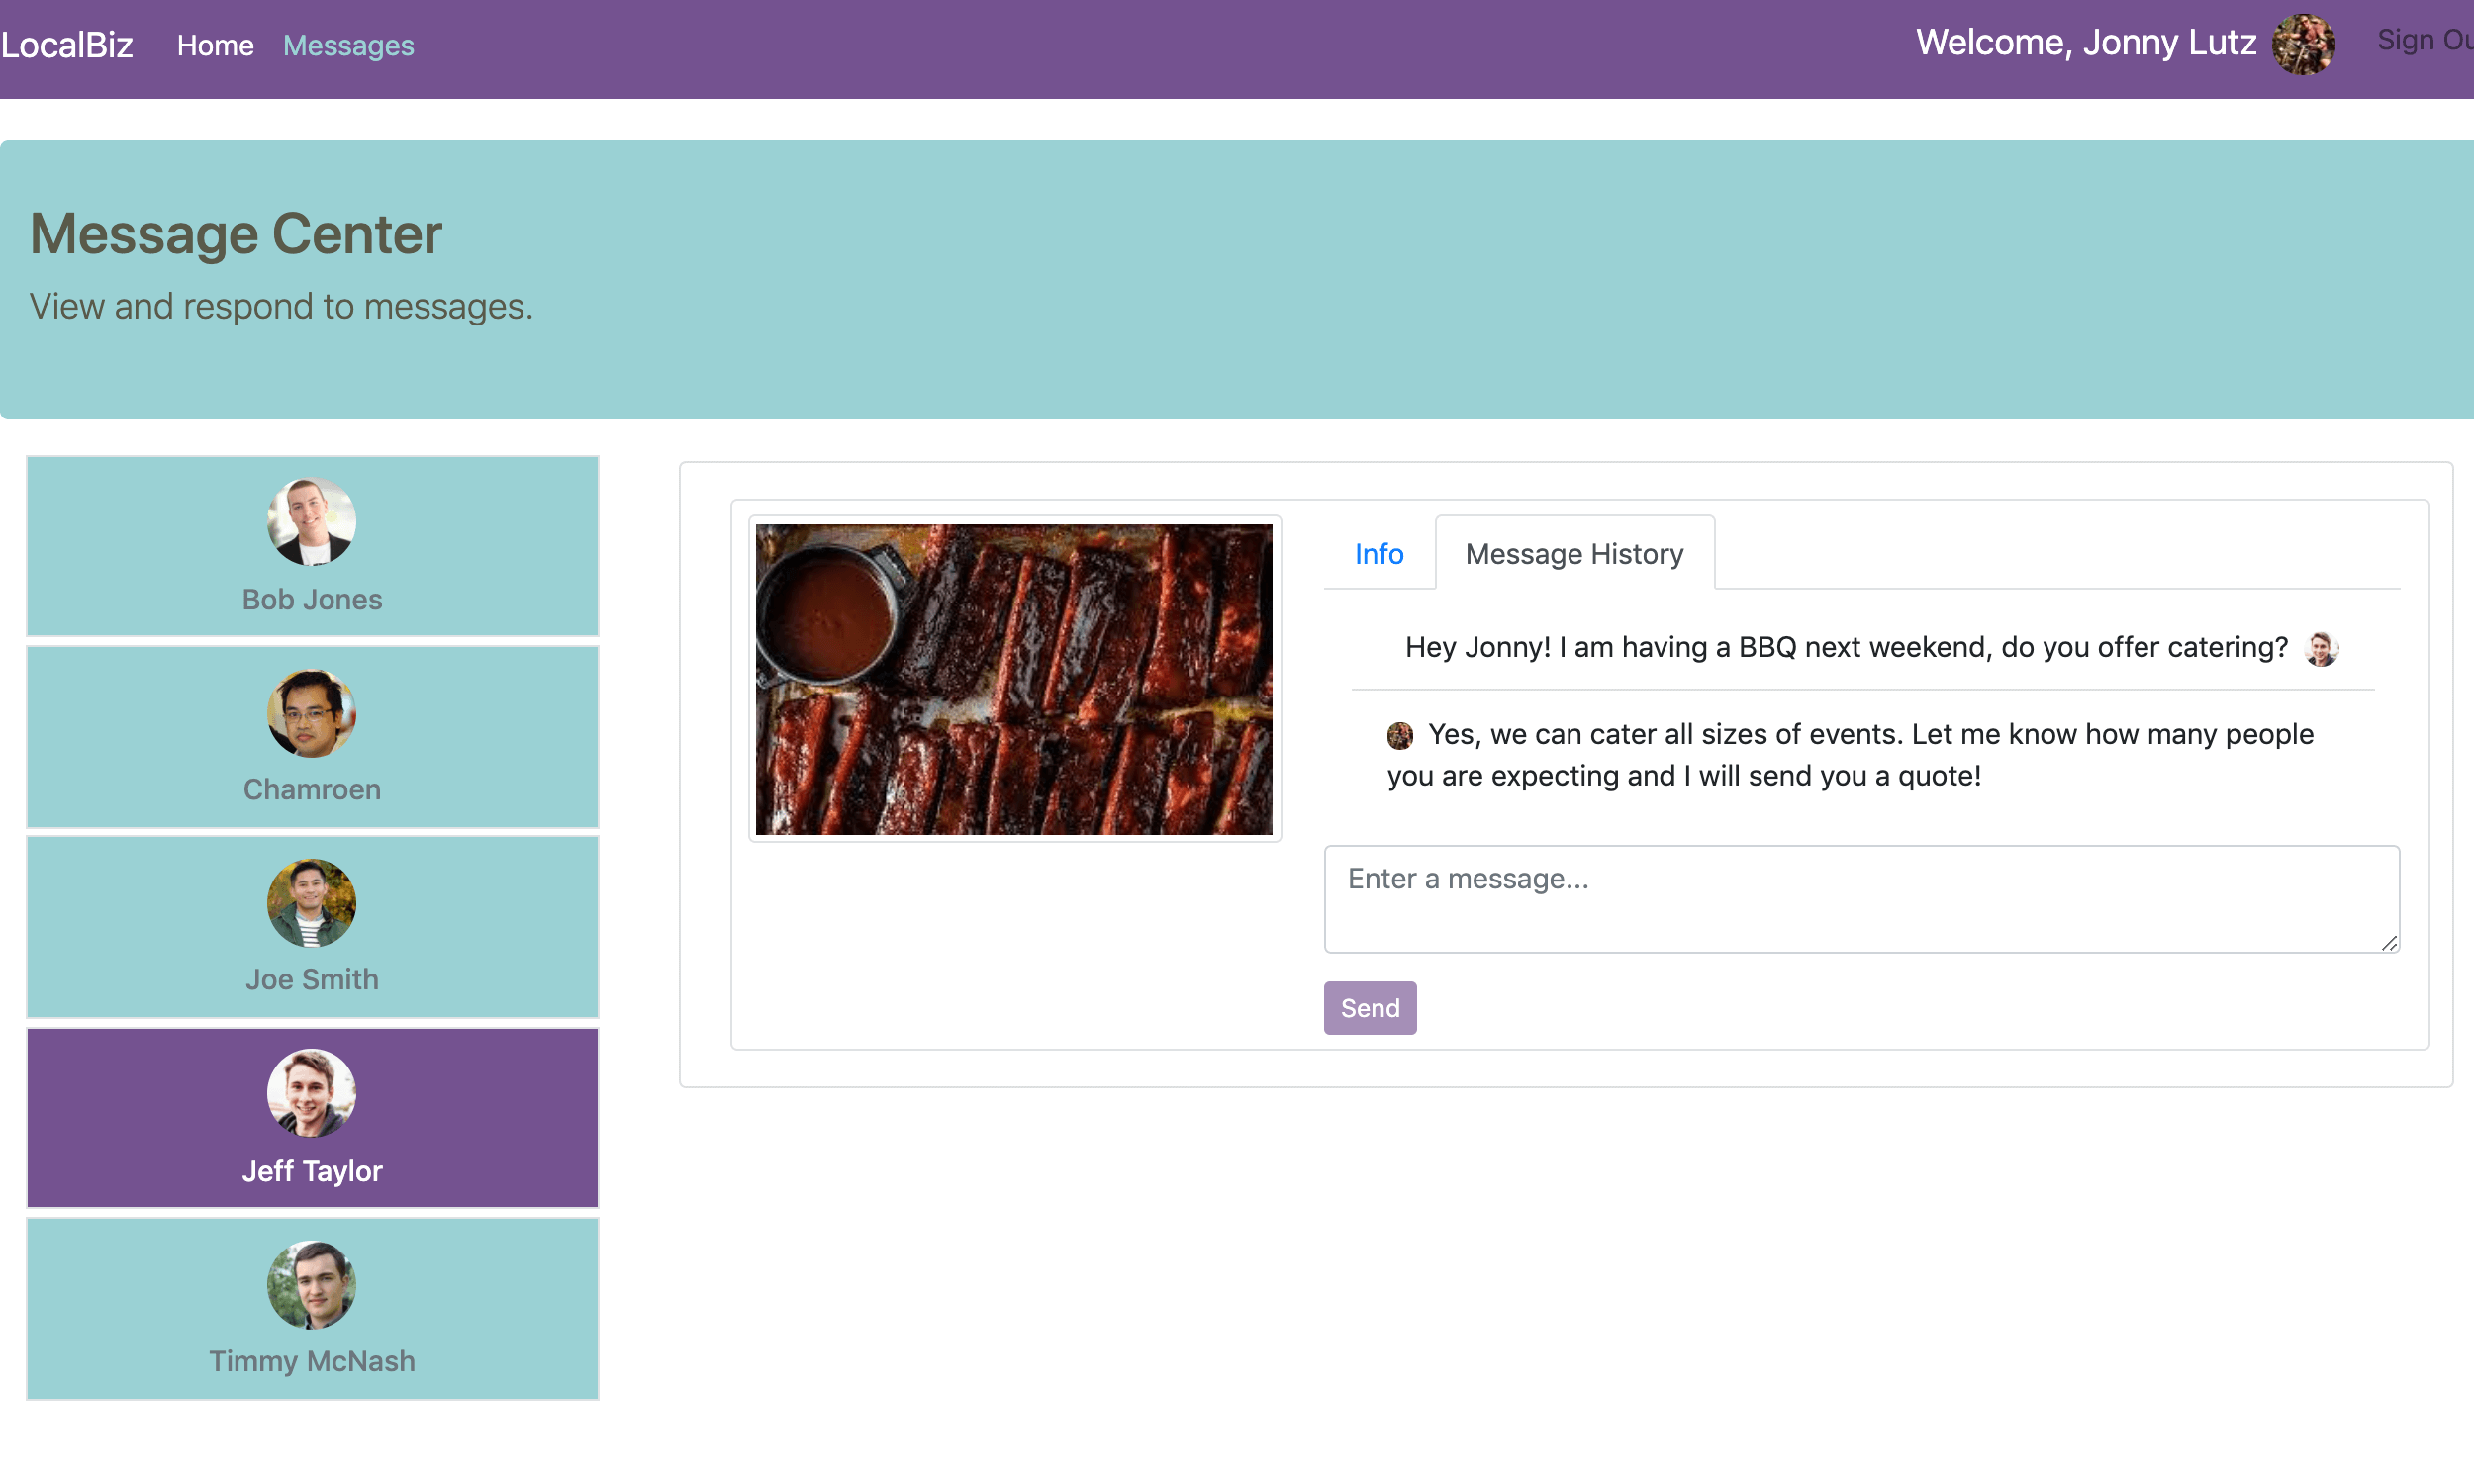 LocalBiz
Home
Messages
Welcome, Jonny Lutz
Sign Ou
Message Center
View and respond to messages.
Bob Jones
Chamroen
Joe Smith
Jeff Taylor
Timmy McNash
Info
Message History
Hey Jonny! I am having a BBQ next weekend, do you offer catering?
Yes, we can cater all sizes of events. Let me know how many people
you are expecting and I will send you a quote!
Enter a message...
Send